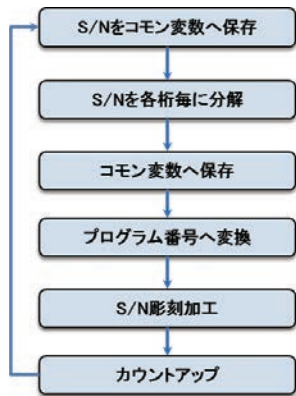 S/Nをコモン変数へ保存
S/Nを各桁毎に分解
コモン変数へ保存
プログラム番号へ変換
S/N彫刻加工
カウントアップ